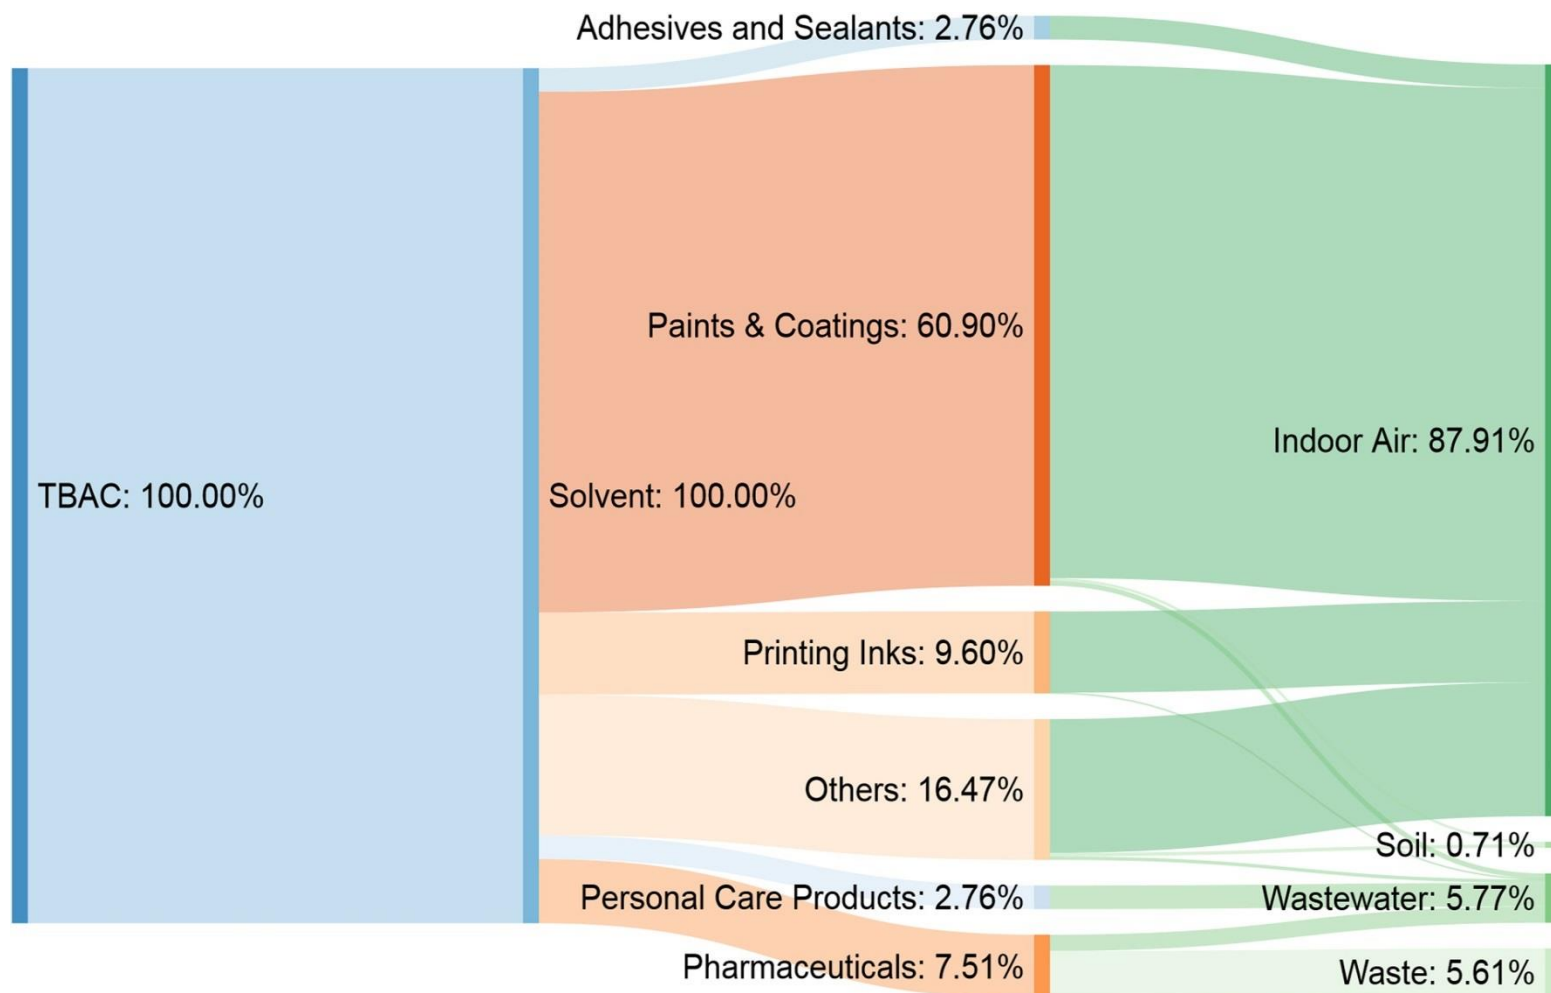 Adhesives and Sealants: 2.76%
Paints & Coatings: 60.90%
Indoor Air: 87.91%
TBAC: 100.00%
Solvent: 100.00%
Printing Inks: 9.60%
Others: 16.47%
Soil: 0.71%
Personal Care Products: 2.76%
Wastewater: 5.77%
Pharmaceuticals: 7.51%
Waste: 5.61%